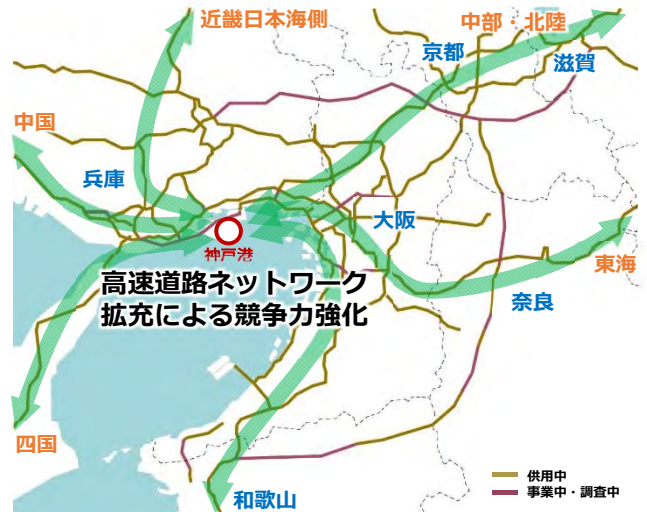 近畿日本海側
中部・北陸
京都
滋賀
中国
兵庫
大阪
神戸港
東海
高速道路ネットワーク
拡充による競争力強化
奈良
四国
和歌山
供用中
事業中・調査中